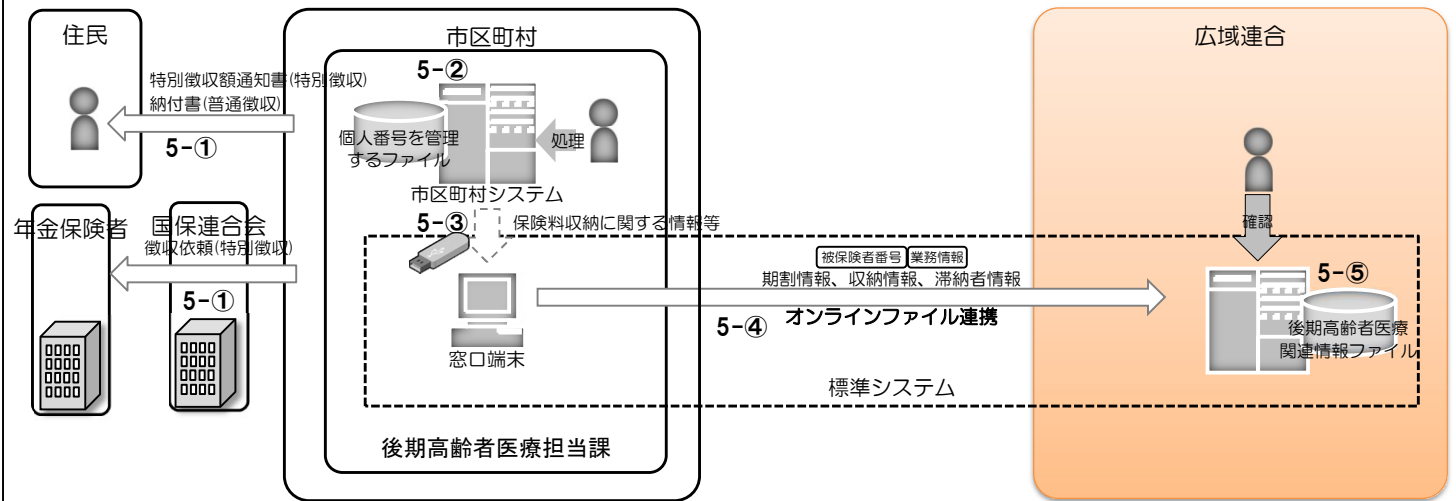 住民
市区町村
広域連合
特別徴収額通知書(特別徴収)
納付書(普通徴収)
5-①
5-②
個人番号を管理
するファイル
処理
市区町村システム
年金保険者
国保連合会
徴収依頼(特別徴収)
5-①
5-③
保険料収納に関する情報等
確認
被保険者番号 業務情報
期割情報、収納情報、滞納者情報
5-④
オンラインファイル連携
窓口端末
5-⑤
後期高齢者医療
関連情報ファイル
標準システム
後期高齢者医療担当課